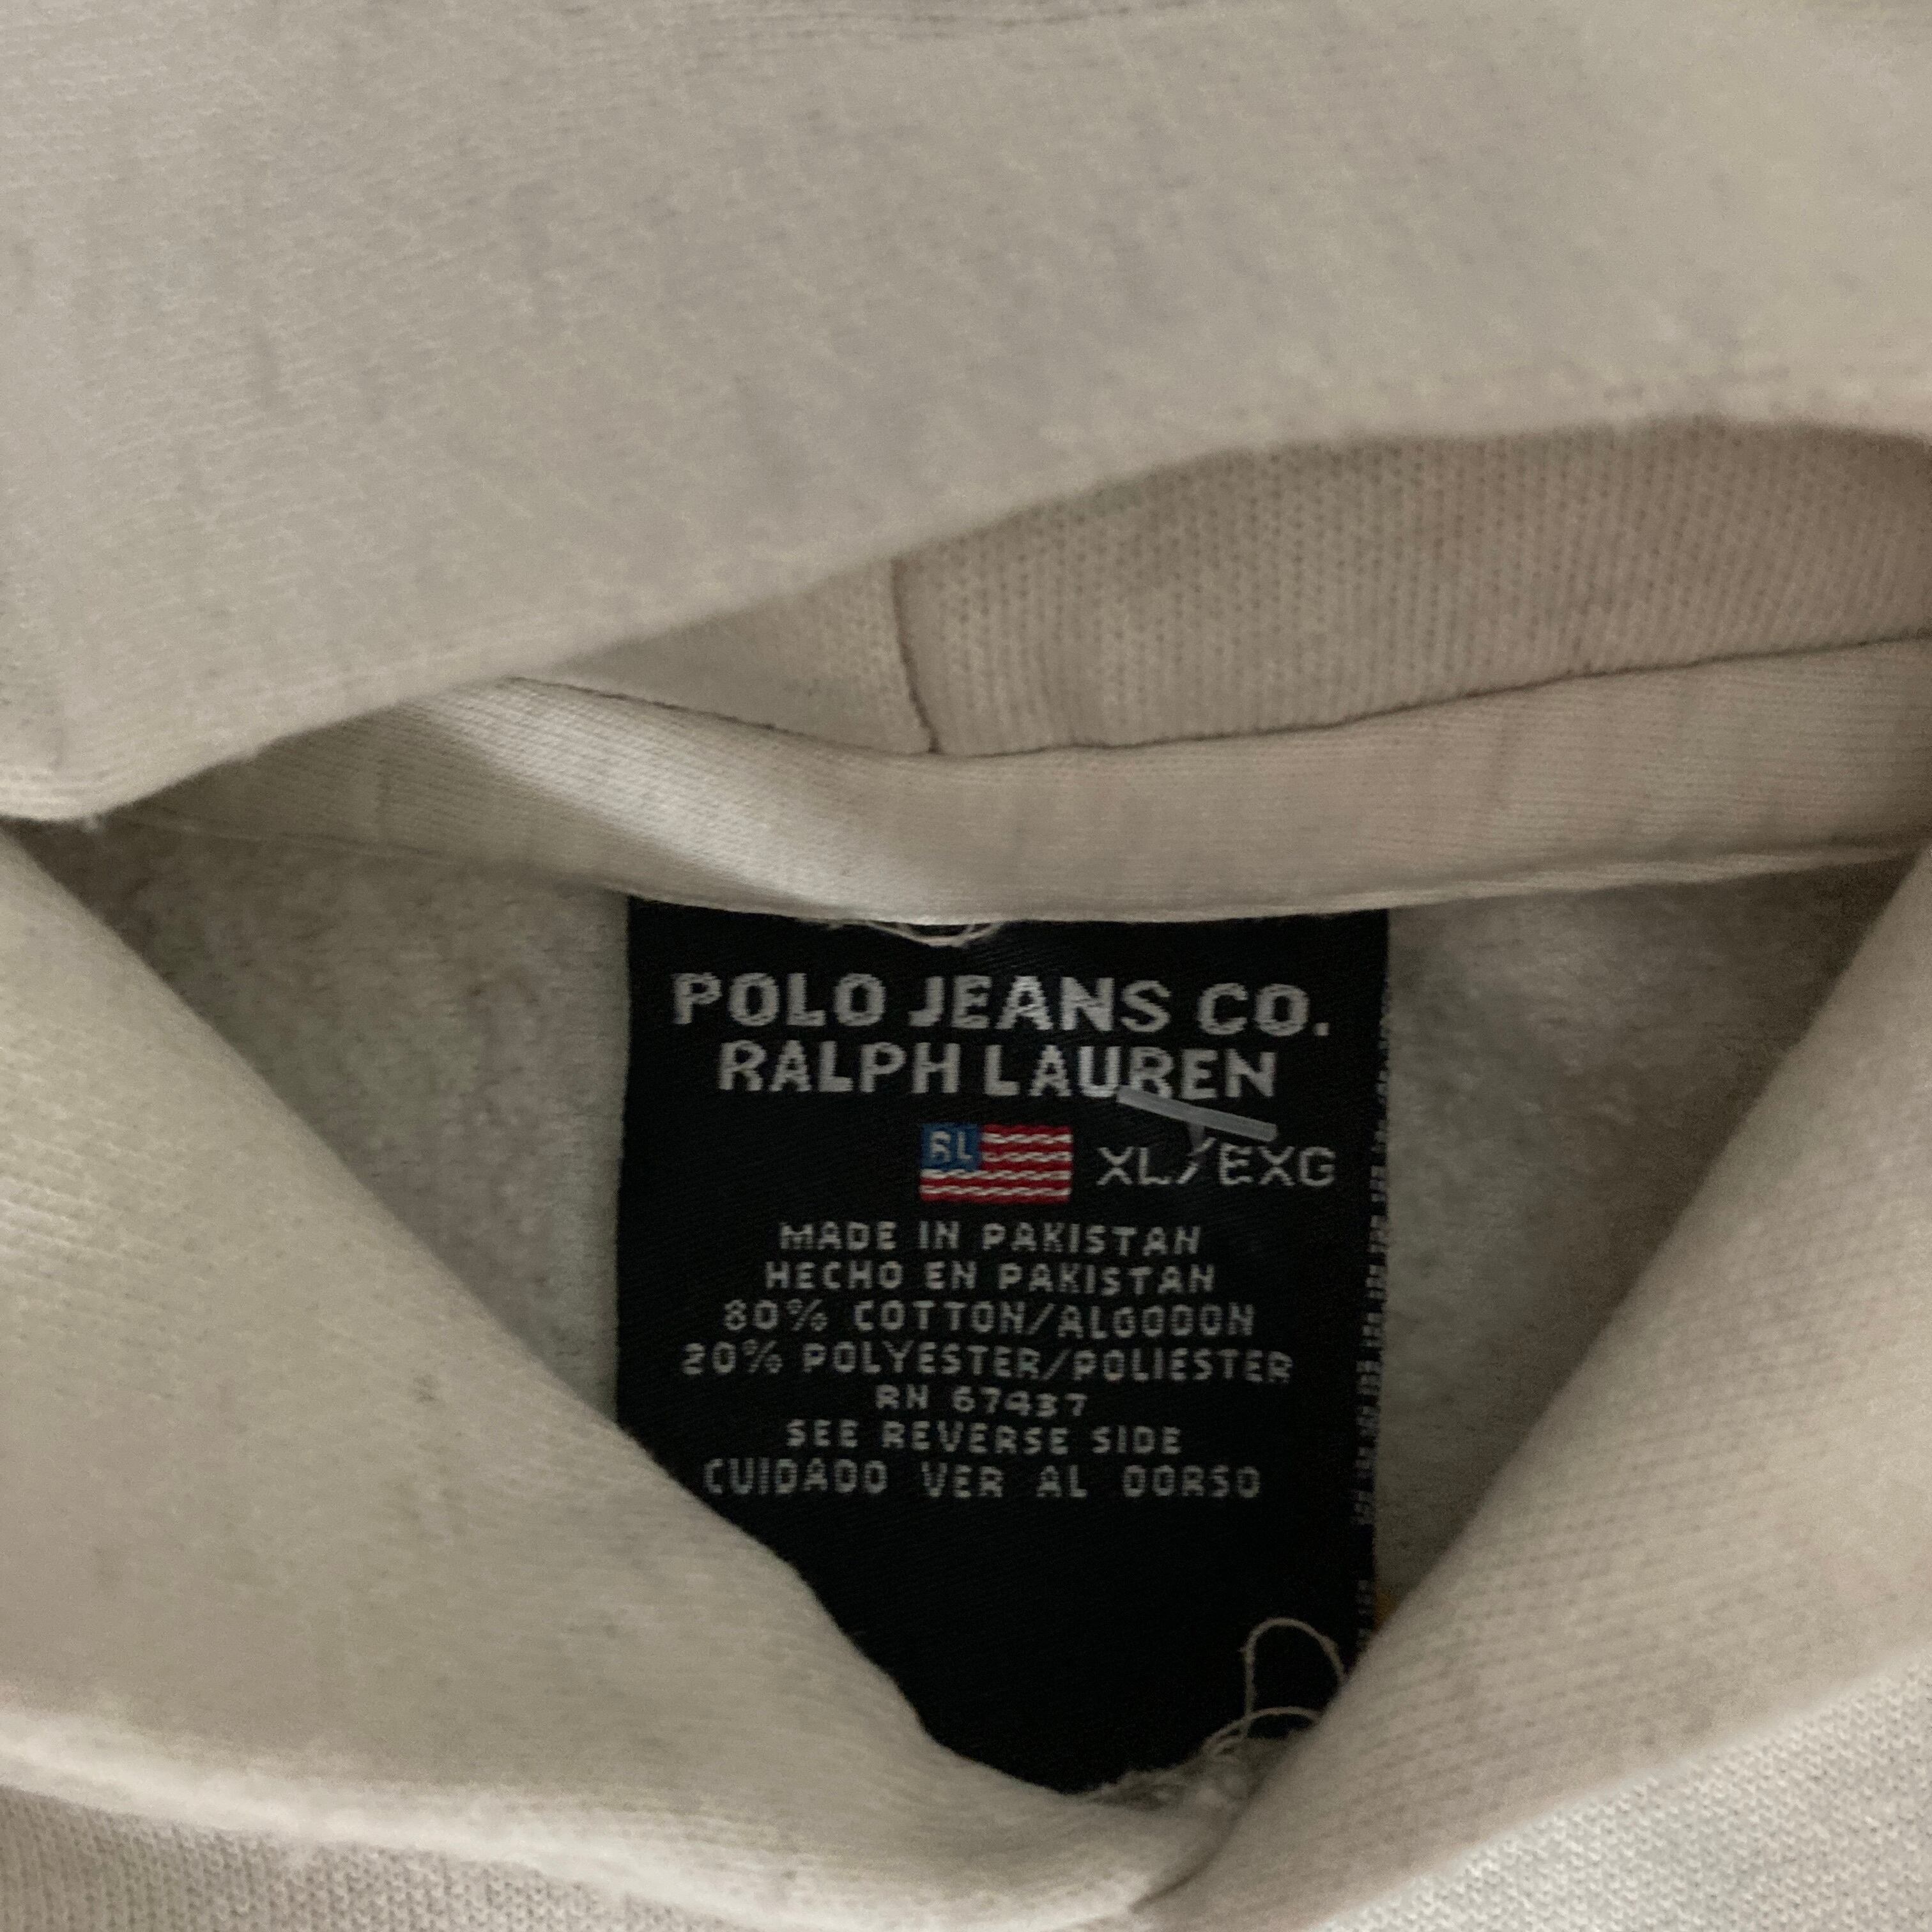 POLO JEANS CO.
RALPH LAUREN
RL XL/EXG
MADE IN PAKISTAN
HECHO EN PAKISTAN
80% COTTON/ALGODON
20% POLYESTER/POLIESTER
RN 67437
SEE REVERSE SIDE
CUIDADO VER AL DORSO